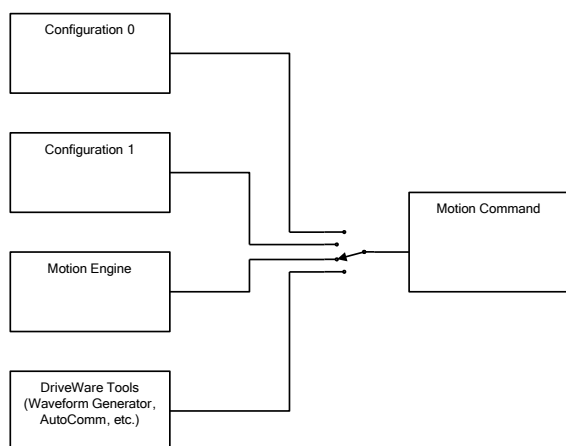 Configuration 0
Configuration 1
Motion Command
Motion Engine
DriveWare Tools
(Waveform Generator,
AutoComm, etc.)